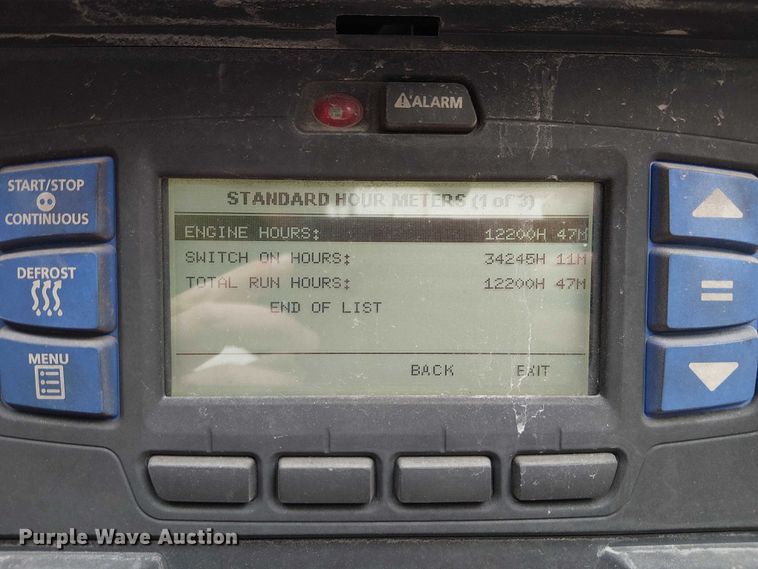 ALARM
START/STOP
CONTINUOUS
DEFROST
MENU
STANDARD HOUR METERS (1 of 3)
ENGINE HOURS: 12200H 47M
SWITCH ON HOURS: 34245H 11M
TOTAL RUN HOURS: 12200H 47M
END OF LIST
BACK EXIT
Purple Wave Auction